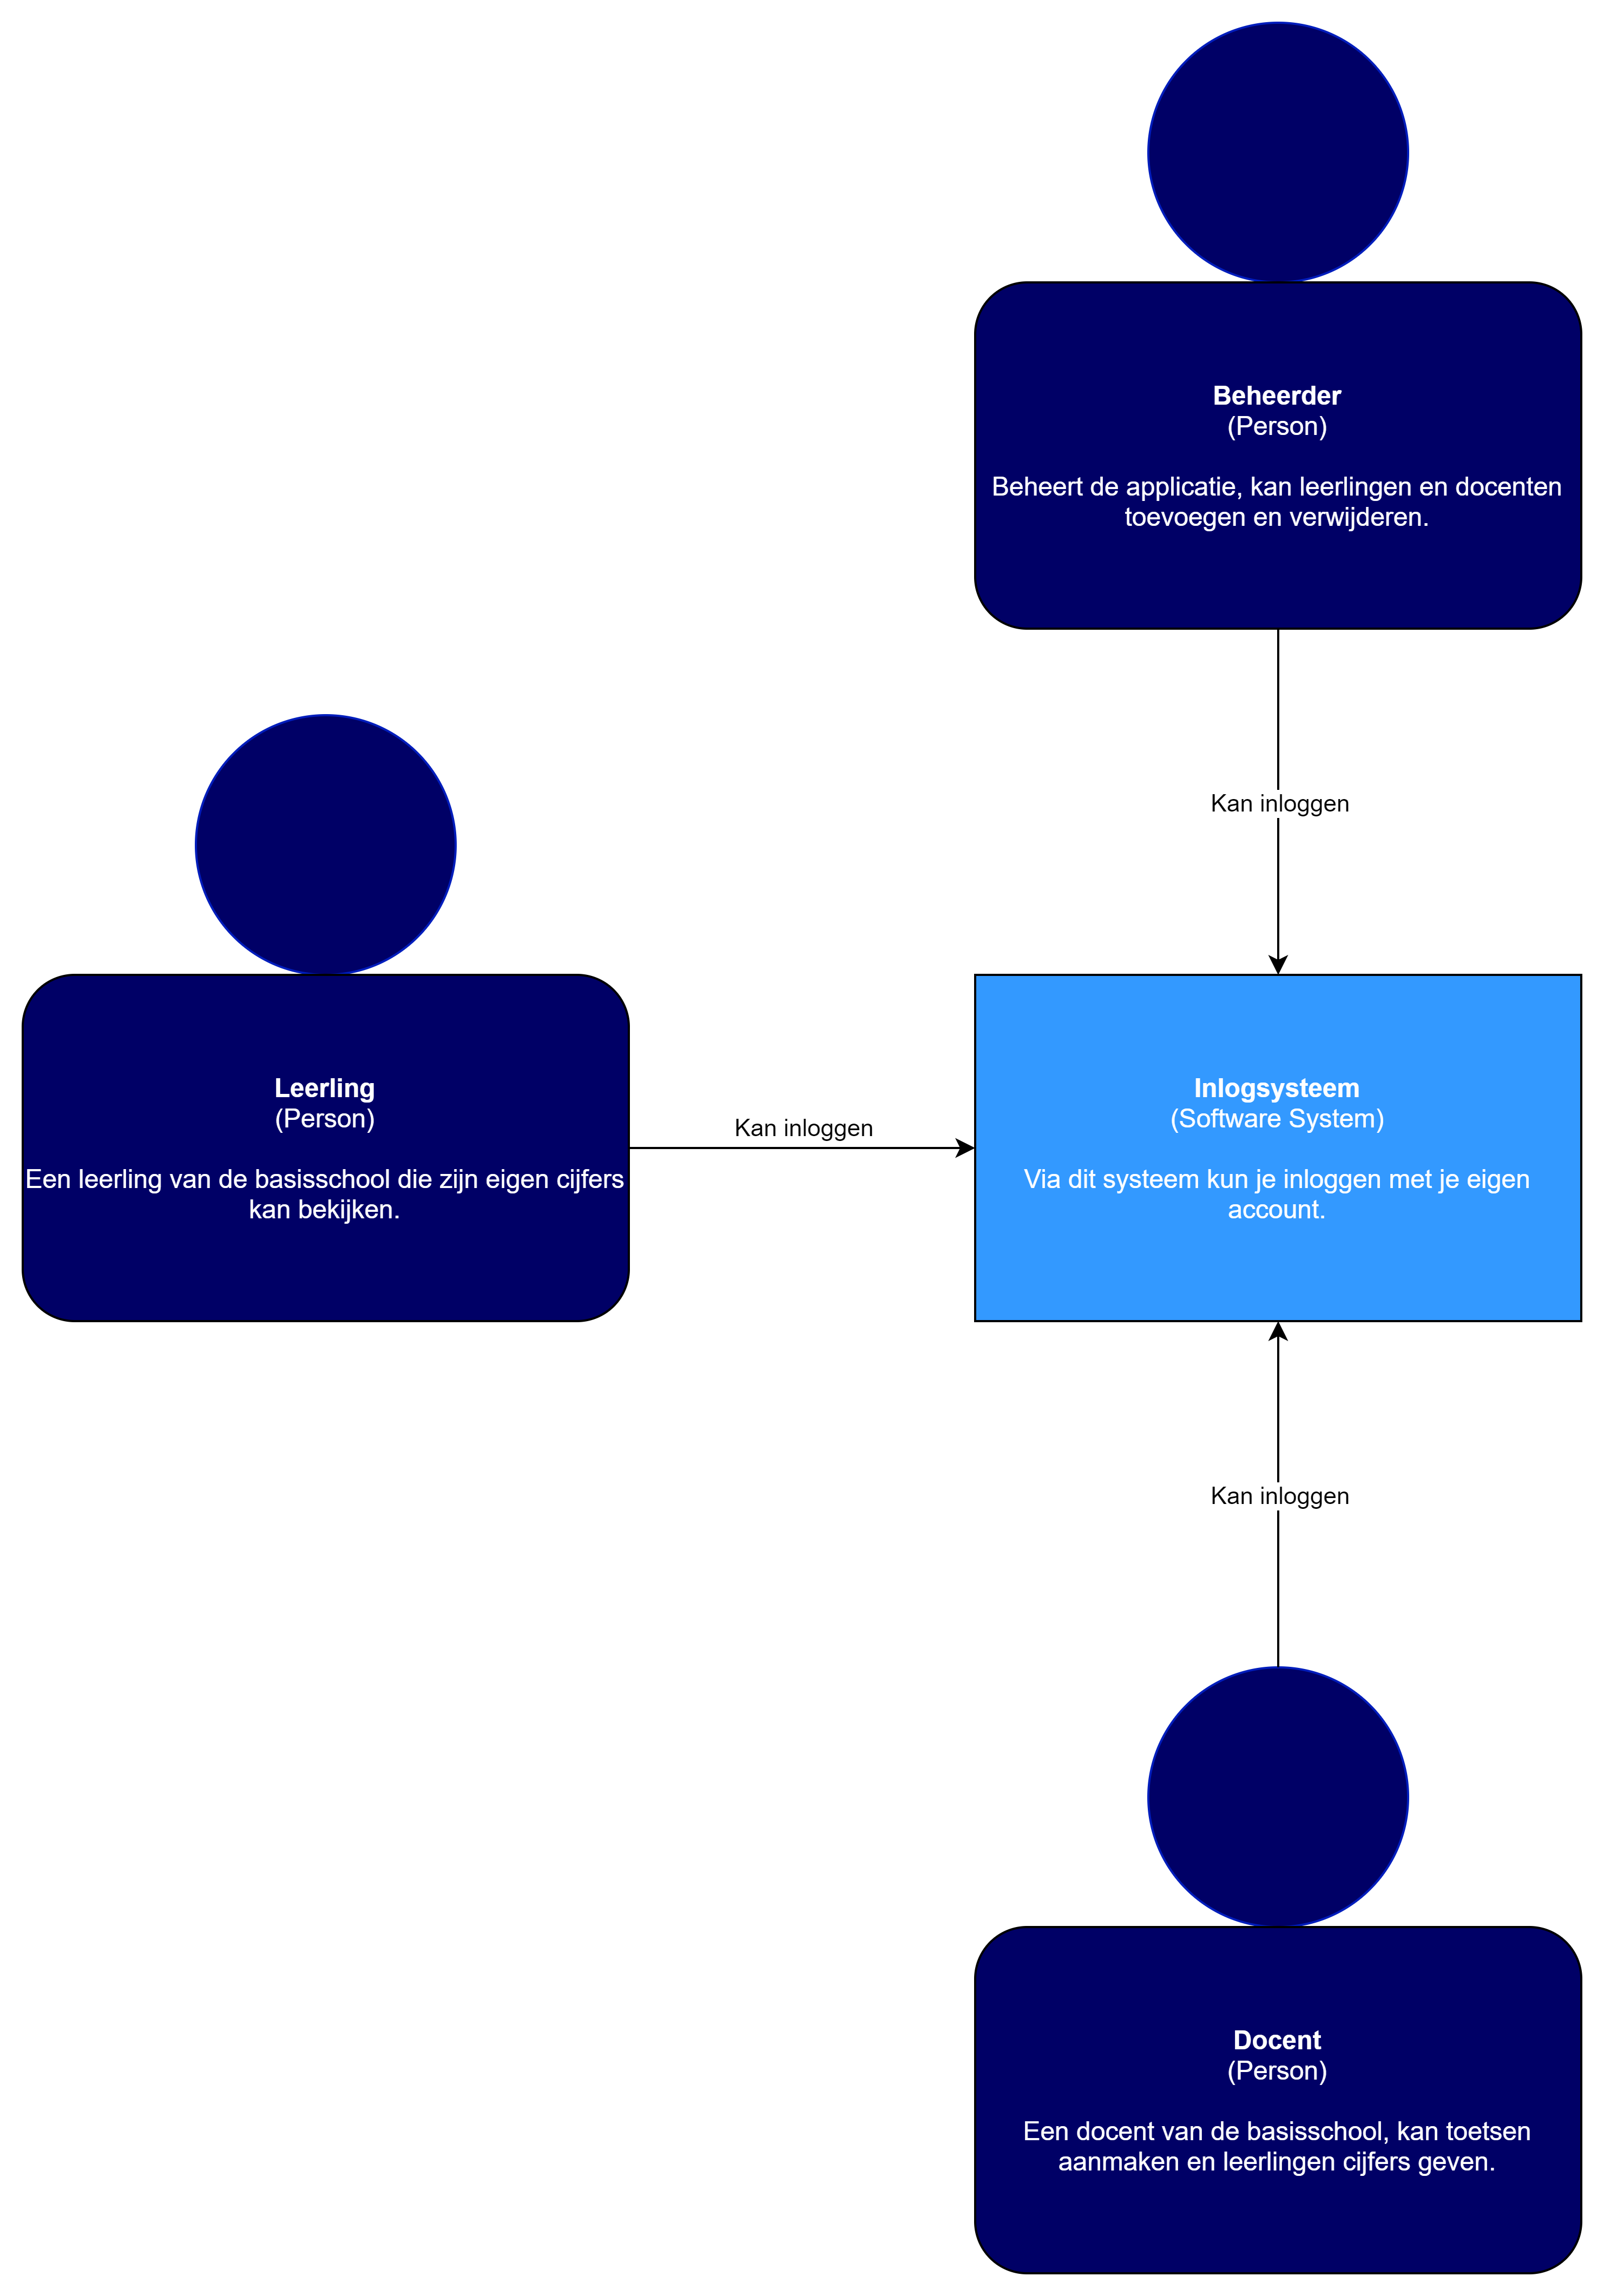 Beheerder
(Person)
Beheert de applicatie, kan leerlingen en docenten
toevoegen en verwijderen.
Kan inloggen
Leerling
(Person)
Een leerling van de basisschool die zijn eigen cijfers
kan bekijken.
Kan inloggen
Inlogsysteem
(Software System)
Via dit systeem kun je inloggen met je eigen
account.
Kan inloggen
Docent
(Person)
Een docent van de basisschool, kan toetsen
aanmaken en leerlingen cijfers geven.